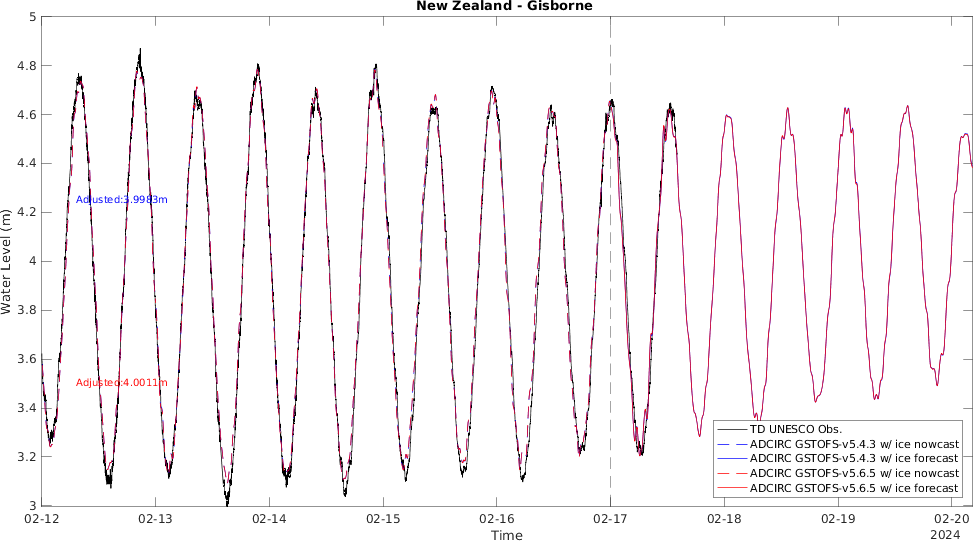 New Zealand - Gisborne
5
4.8
4.6
4.4
4.2
4
3.8
3.6
3.4
3.2
3
Water Level (m)
Adjusted:3.9983m
Adjusted:4.0011m
TD UNESCO Obs.
ADCIRC GSTOFS-v5.4.3 w/ ice nowcast
ADCIRC GSTOFS-v5.4.3 w/ ice forecast
ADCIRC GSTOFS-v5.6.5 w/ ice nowcast
ADCIRC GSTOFS-v5.6.5 w/ ice forecast
02-12 02-13 02-14 02-15 02-16 02-17 02-18 02-19 02-20
Time
2024